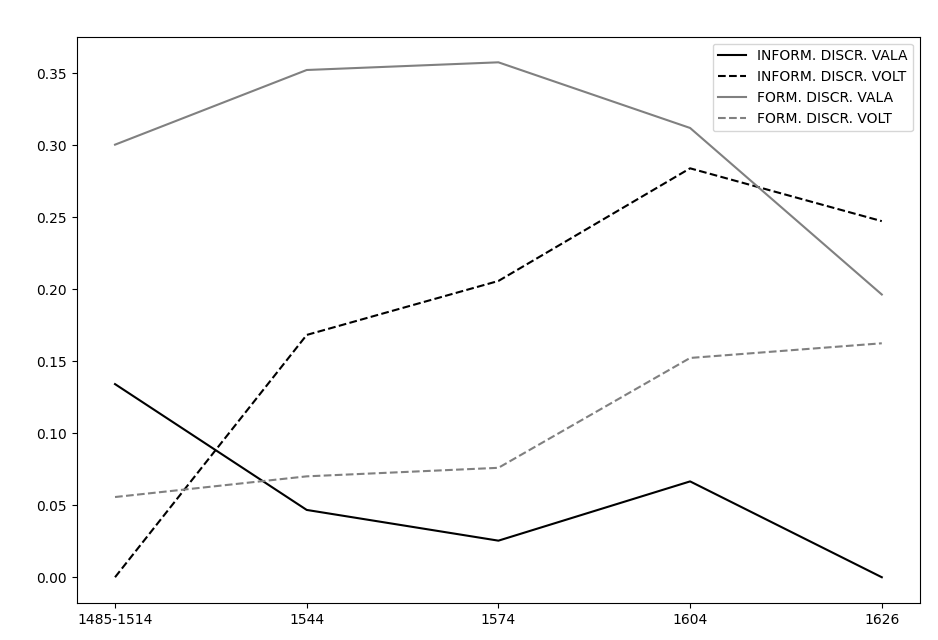 INFORM. DISCR. VALA
INFORM. DISCR. VOLT
FORM. DISCR. VALA
FORM. DISCR. VOLT
0.35
0.30
0.25
0.20
0.15
0.10
0.05
0.00
1485-1514 1544 1574 1604 1626